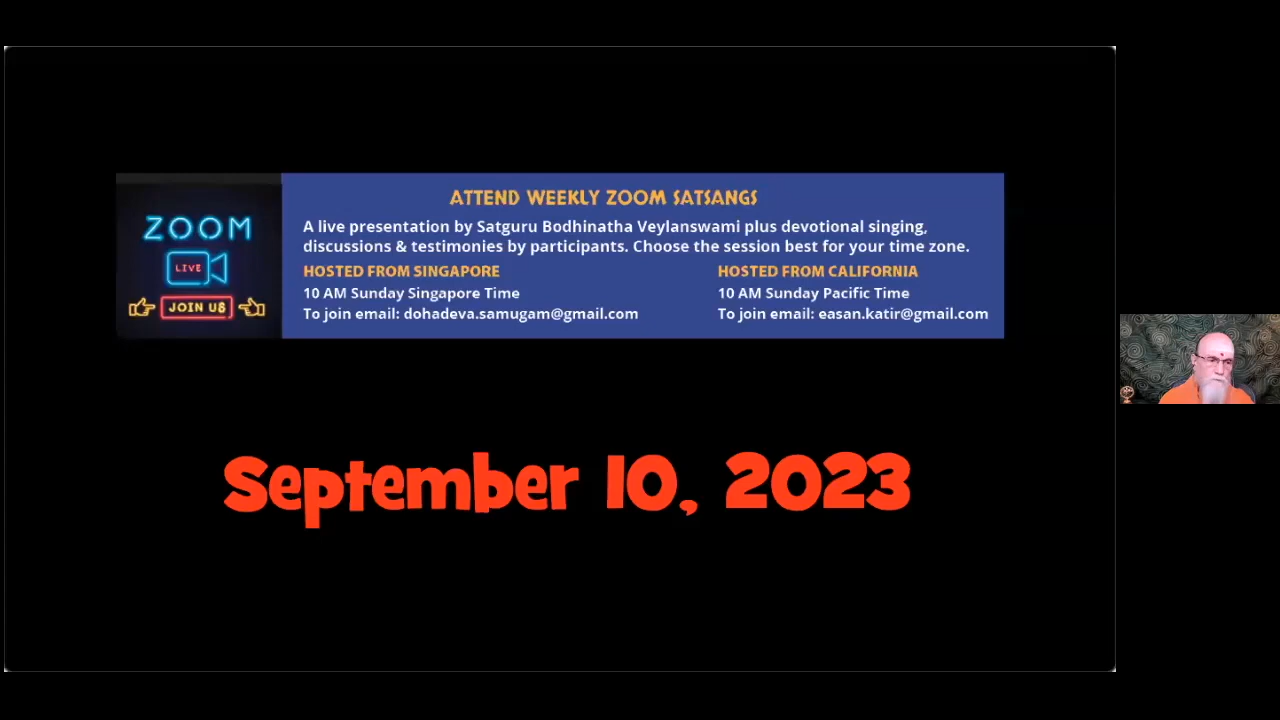 ZOOM
LIVE
JOIN US
ATTEND WEEKLY ZOOM SATSANGS
A live presentation by Satguru Bodhinatha Veylanswami plus devotional singing,
discussions & testimonies by participants. Choose the session best for your time zone.
HOSTED FROM SINGAPORE
10 AM Sunday Singapore Time
To join email: dohadeva.samugam@gmail.com
HOSTED FROM CALIFORNIA
10 AM Sunday Pacific Time
To join email: easan.katir@gmail.com
September 10, 2023